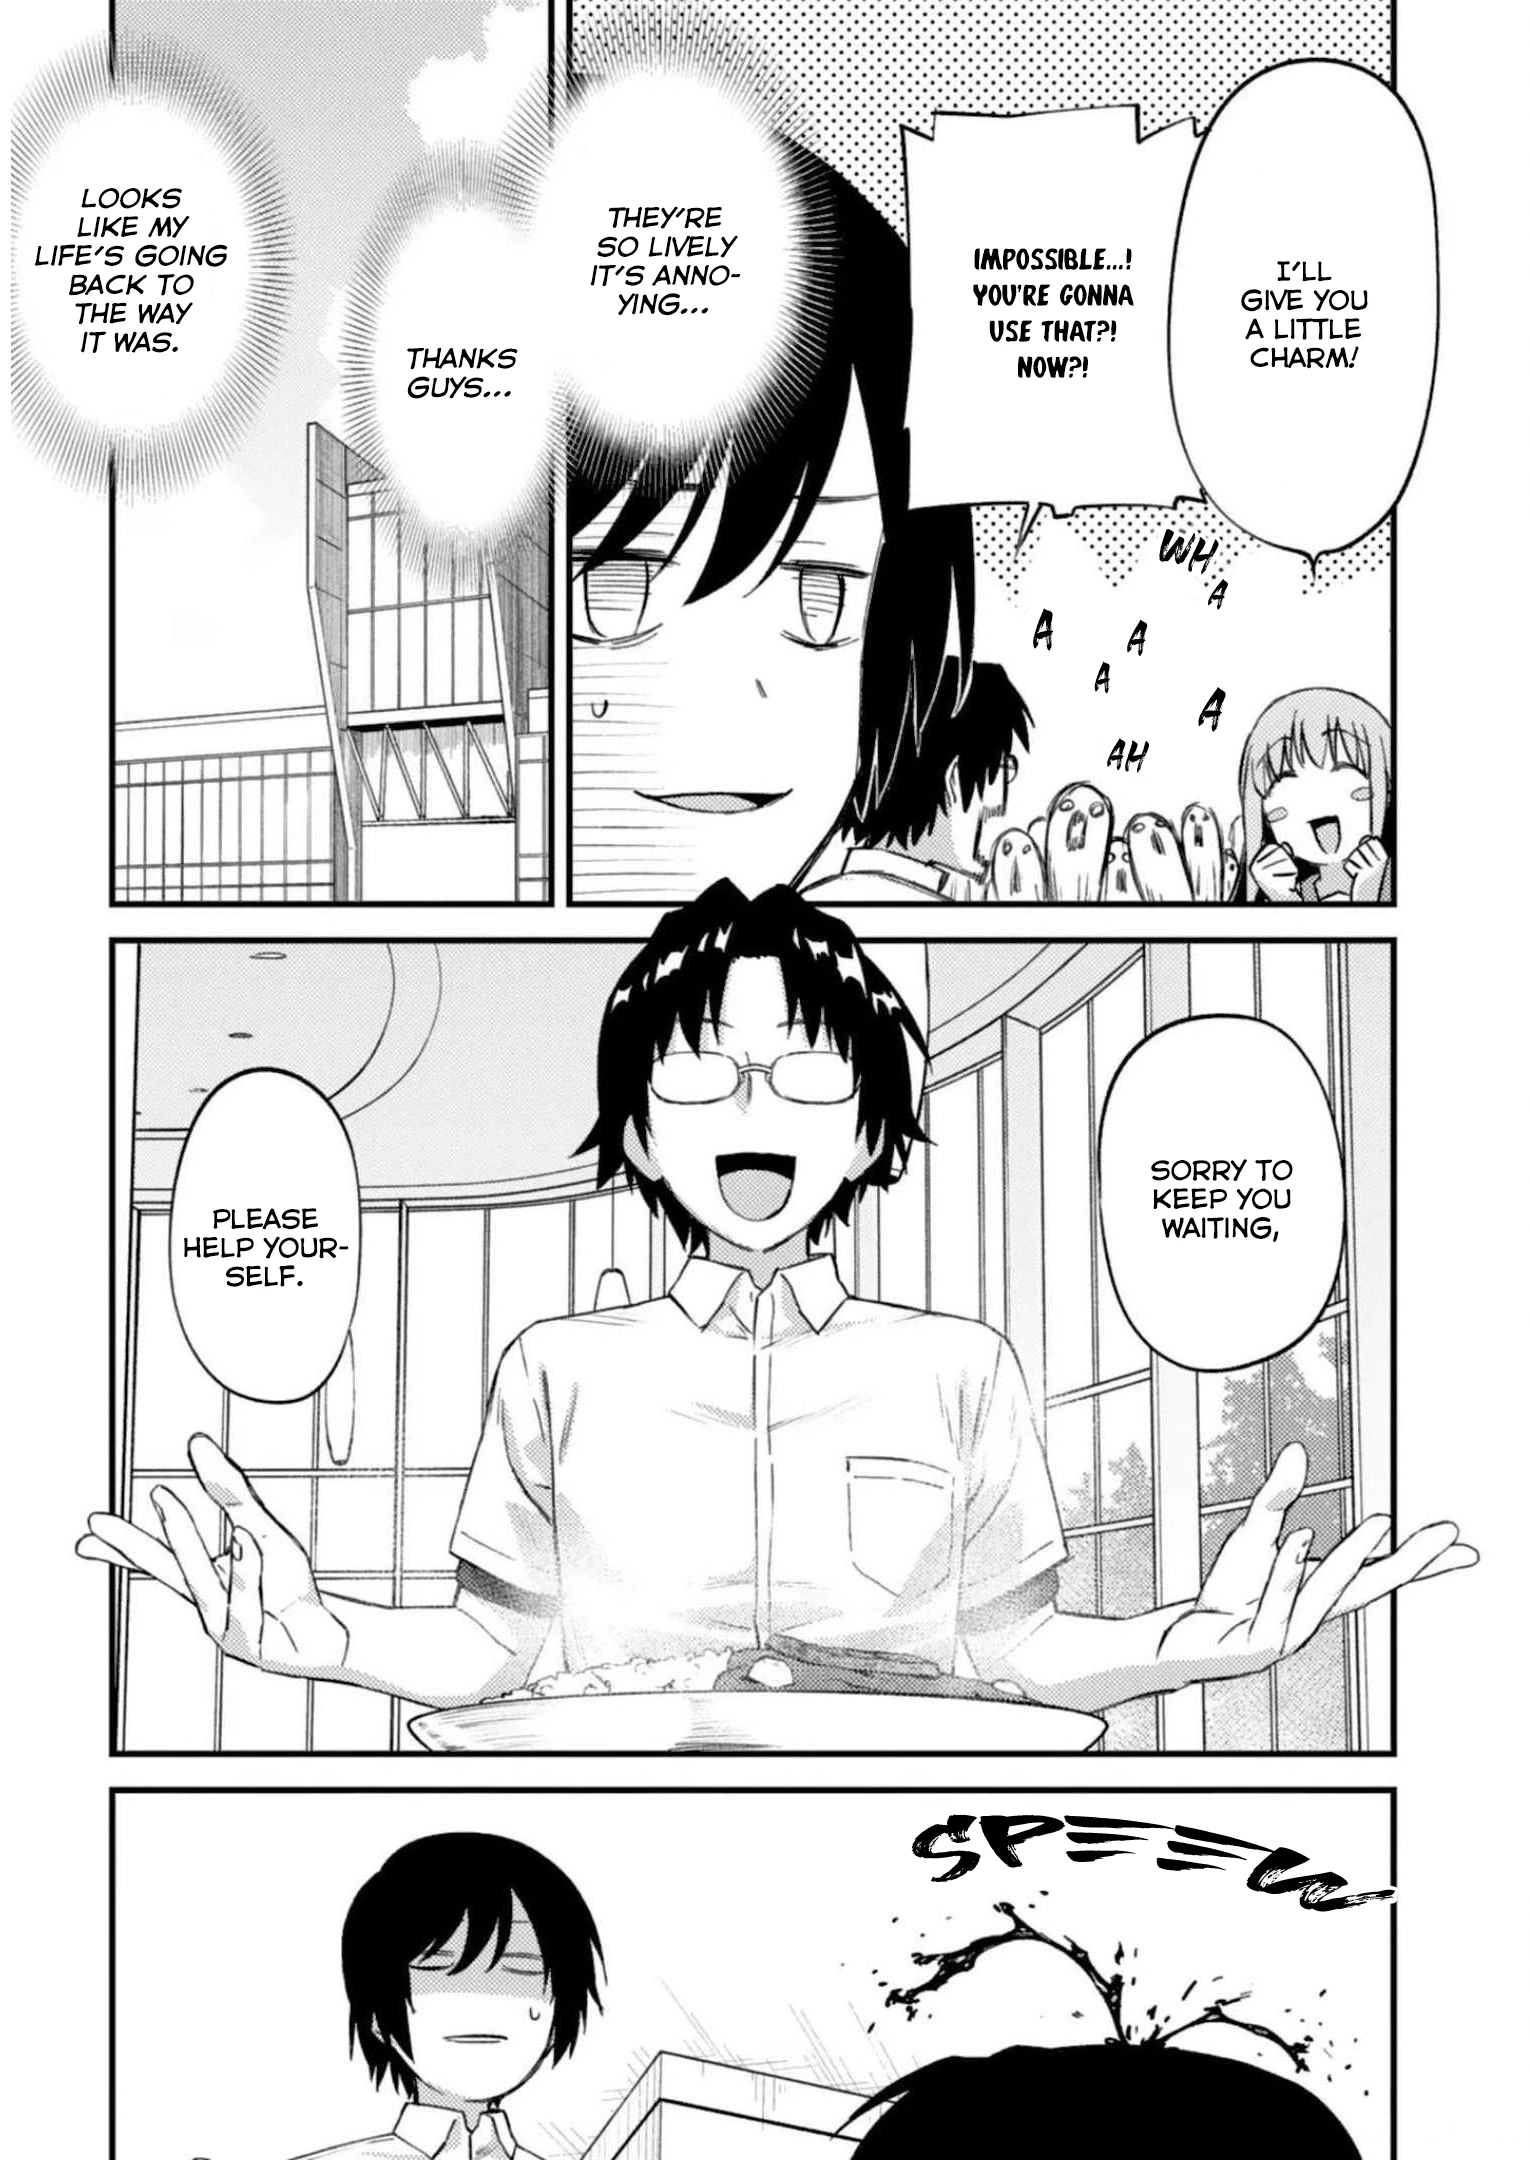 I'LL
GIVE YOU
A LITTLE
CHARM!
IMPOSSIBLE...!
YOU'RE GONNA
USE THAT?!
NOW?!
WH
A
A
A
A
A
AH
THEY'RE
SO LIVELY
IT'S ANNO-
YING...
THANKS
GUYS...
LOOKS
LIKE MY
LIFE'S GOING
BACK TO
THE WAY
IT WAS.
SORRY TO
KEEP YOU
WAITING,
PLEASE
HELP YOUR-
SELF.